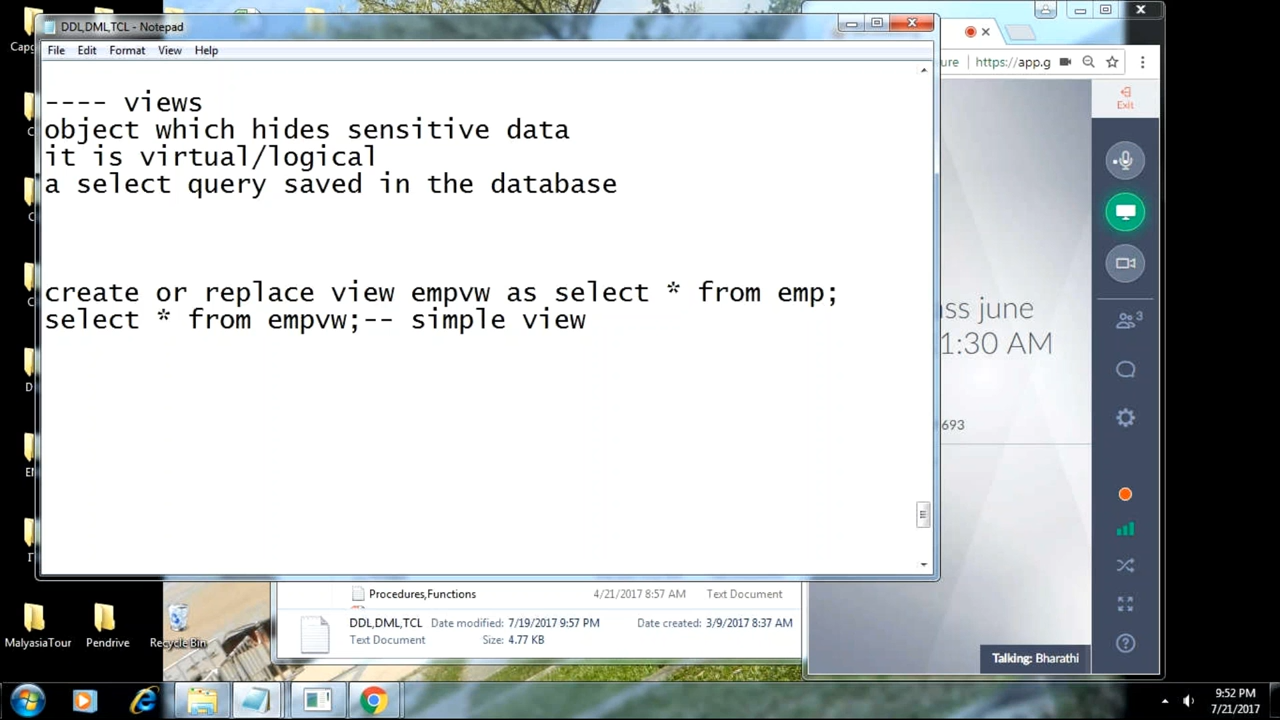 DDL,DML,TCL - Notepad
File Edit Format View Help
---- views
object which hides sensitive data
it is virtual/logical
a select query saved in the database
create or replace view empvw as select * from emp;
select * from empvw;-- simple view
https://app.g
Exit
ass june
1:30 AM
693
3
Talking: Bharathi
Procedures,Functions 4/21/2017 8:57 AM Text Document
DDL,DML,TCL Date modified: 7/19/2017 9:57 PM Date created: 3/9/2017 8:37 AM
Text Document Size: 4.77 KB
MalyasiaTour Pendrive Recycle Bin
9:52 PM
7/21/2017